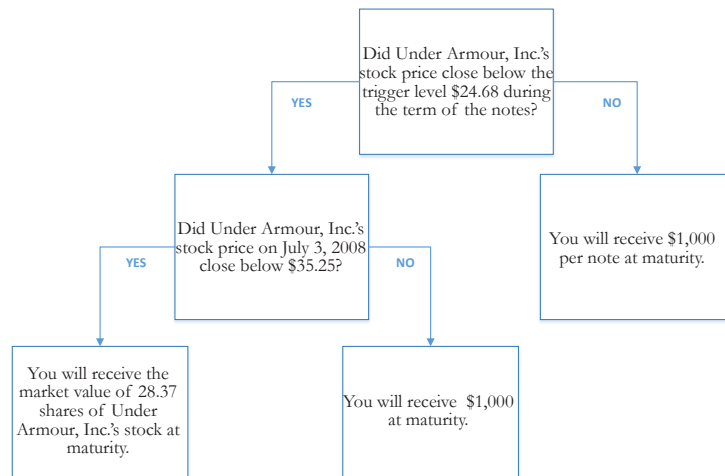 Did Under Armour, Inc.'s
stock price close below the
trigger level $24.68 during
the term of the notes?
YES
NO
Did Under Armour, Inc.'s
stock price on July 3, 2008
close below $35.25?
You will receive $1,000
per note at maturity.
YES
NO
You will receive the
market value of 28.37
shares of Under
Armour, Inc.'s stock at
maturity.
You will receive $1,000
at maturity.